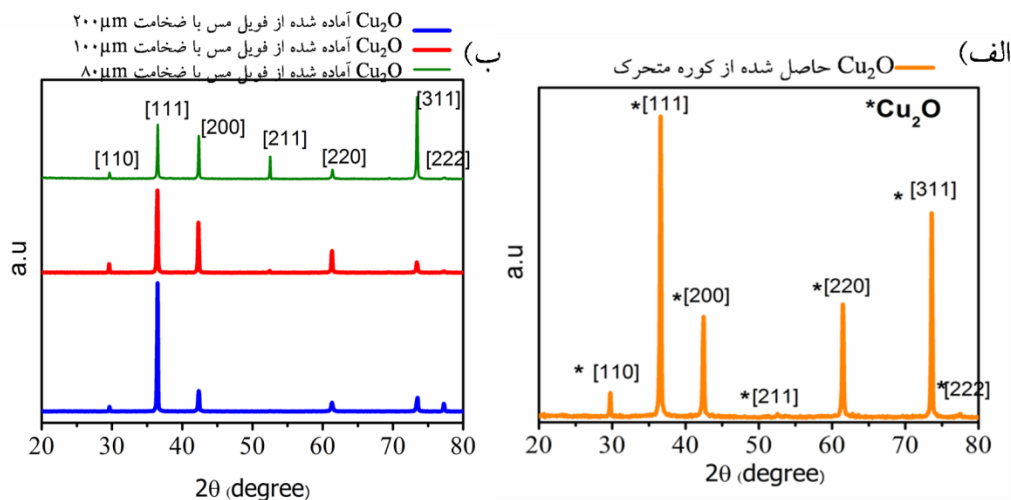 الف)
Cu₂O حاصل شده از کوره متحرک
*Cu₂O
*[111]
* [311]
*[200]
*[220]
* [110]
*[211]
*[222]
a.u
20 30 40 50 60 70 80
2θ (degree)
ب)
Cu₂O آماده شده از فویل مس با ضخامت ۲۰۰µm
Cu₂O آماده شده از فویل مس با ضخامت ۱۰۰µm
Cu₂O آماده شده از فویل مس با ضخامت ۸۰µm
[311]
[111]
[200]
[211]
[110]
[220]
[222]
a.u
20 30 40 50 60 70 80
2θ (degree)